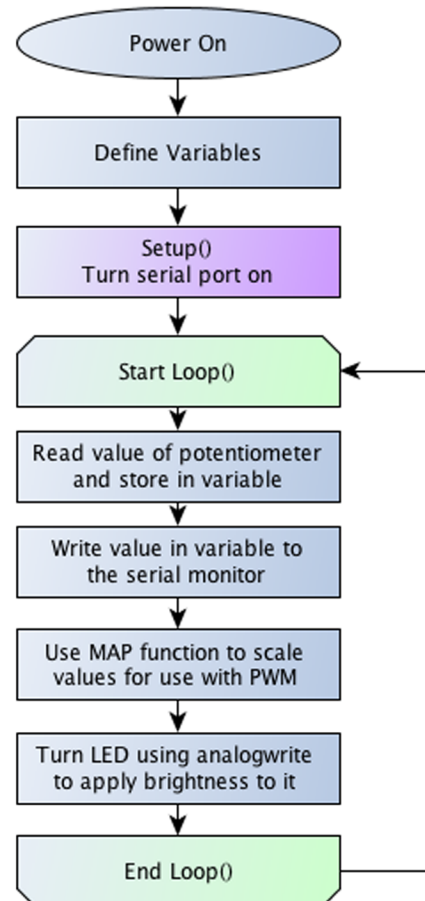 Power On
Define Variables
Setup()
Turn serial port on
Start Loop()
Read value of potentiometer
and store in variable
Write value in variable to
the serial monitor
Use MAP function to scale
values for use with PWM
Turn LED using analogwrite
to apply brightness to it
End Loop()